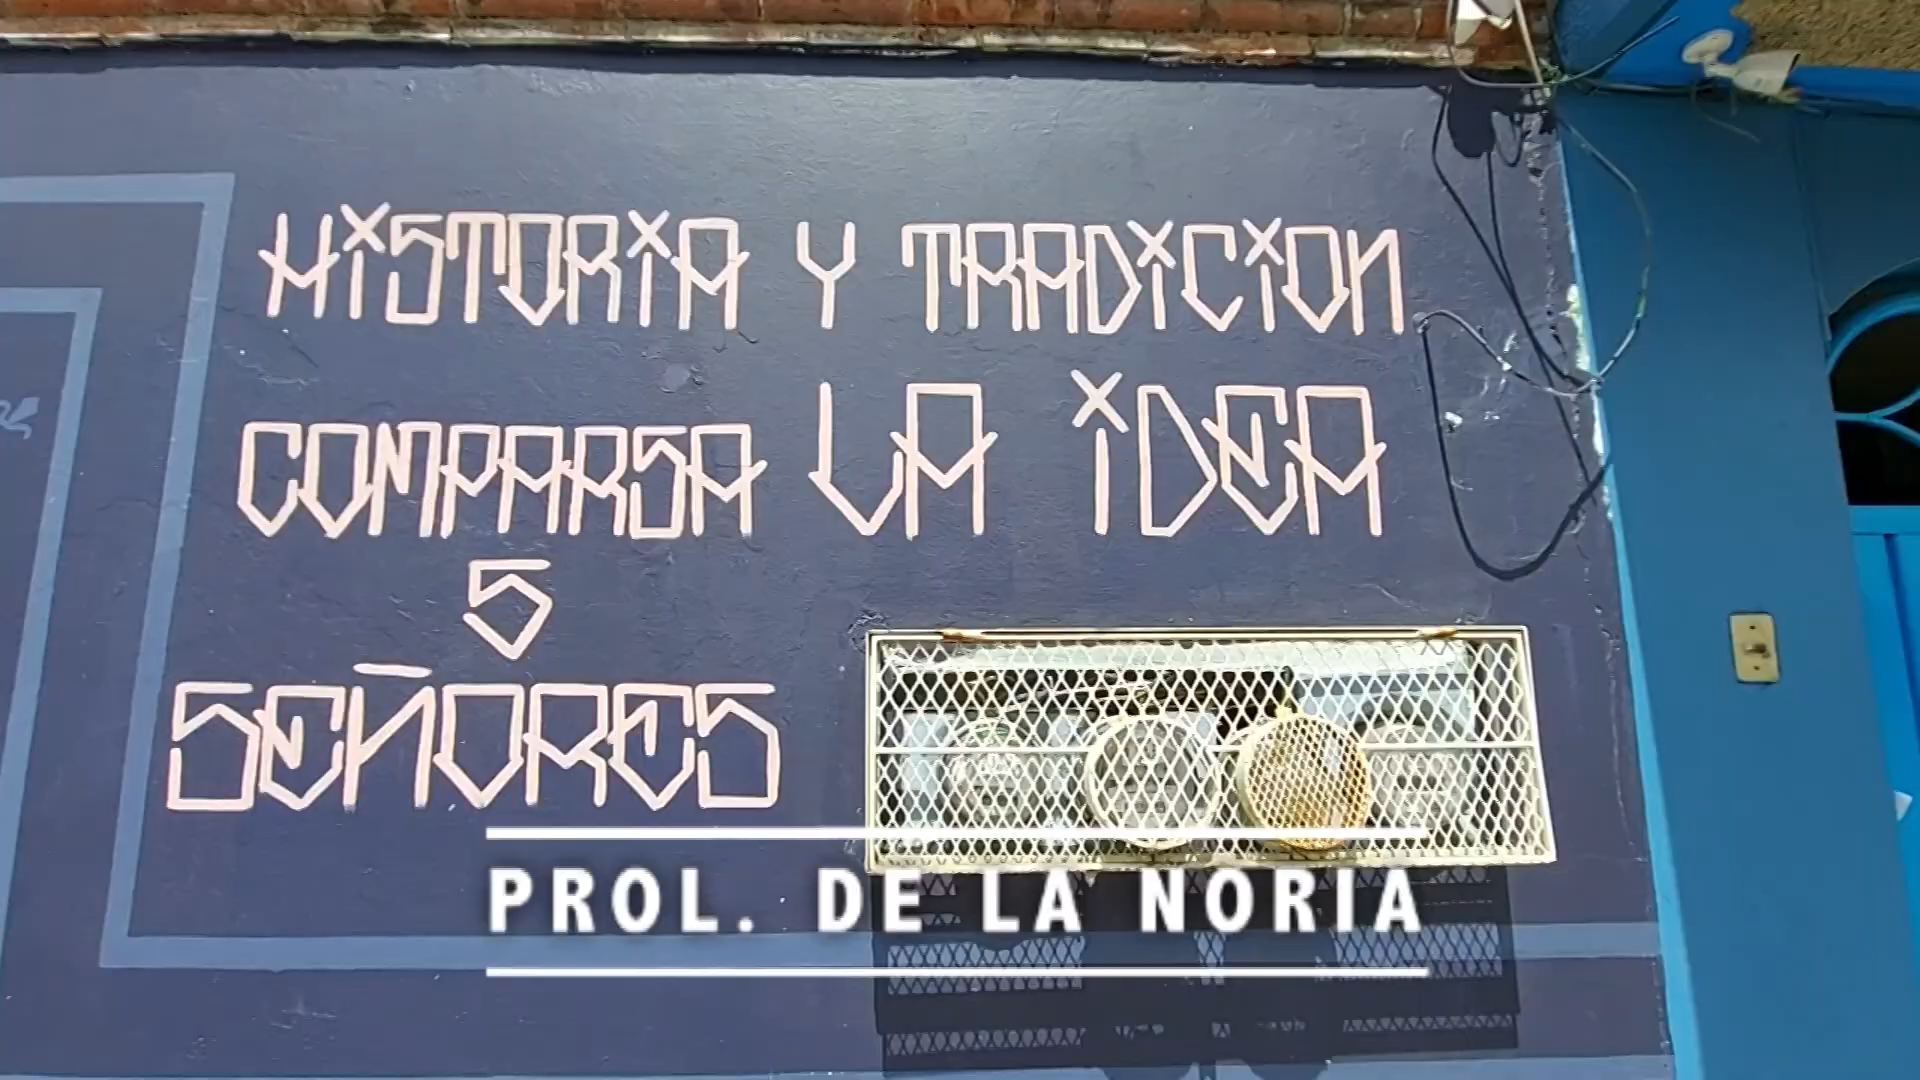 HiSTORiA Y TRADiCiON
COMPARSA LA iDEA
5
SEÑORES
PROL. DE LA NORIA